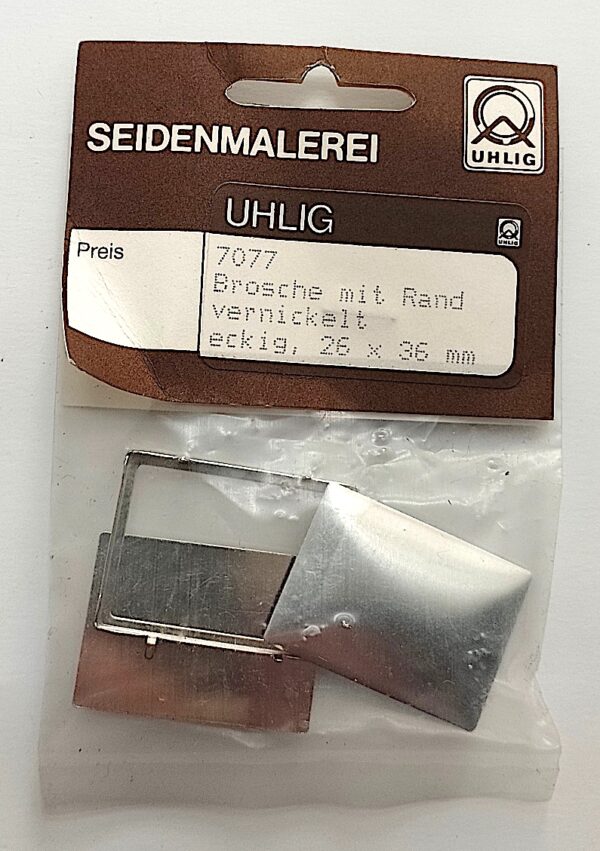 SEIDENMALEREI
UHLIG
UHLIG
UHLIG
Preis
7077
Brosche mit Rand
vernickelt
eckig, 26 x 36 mm